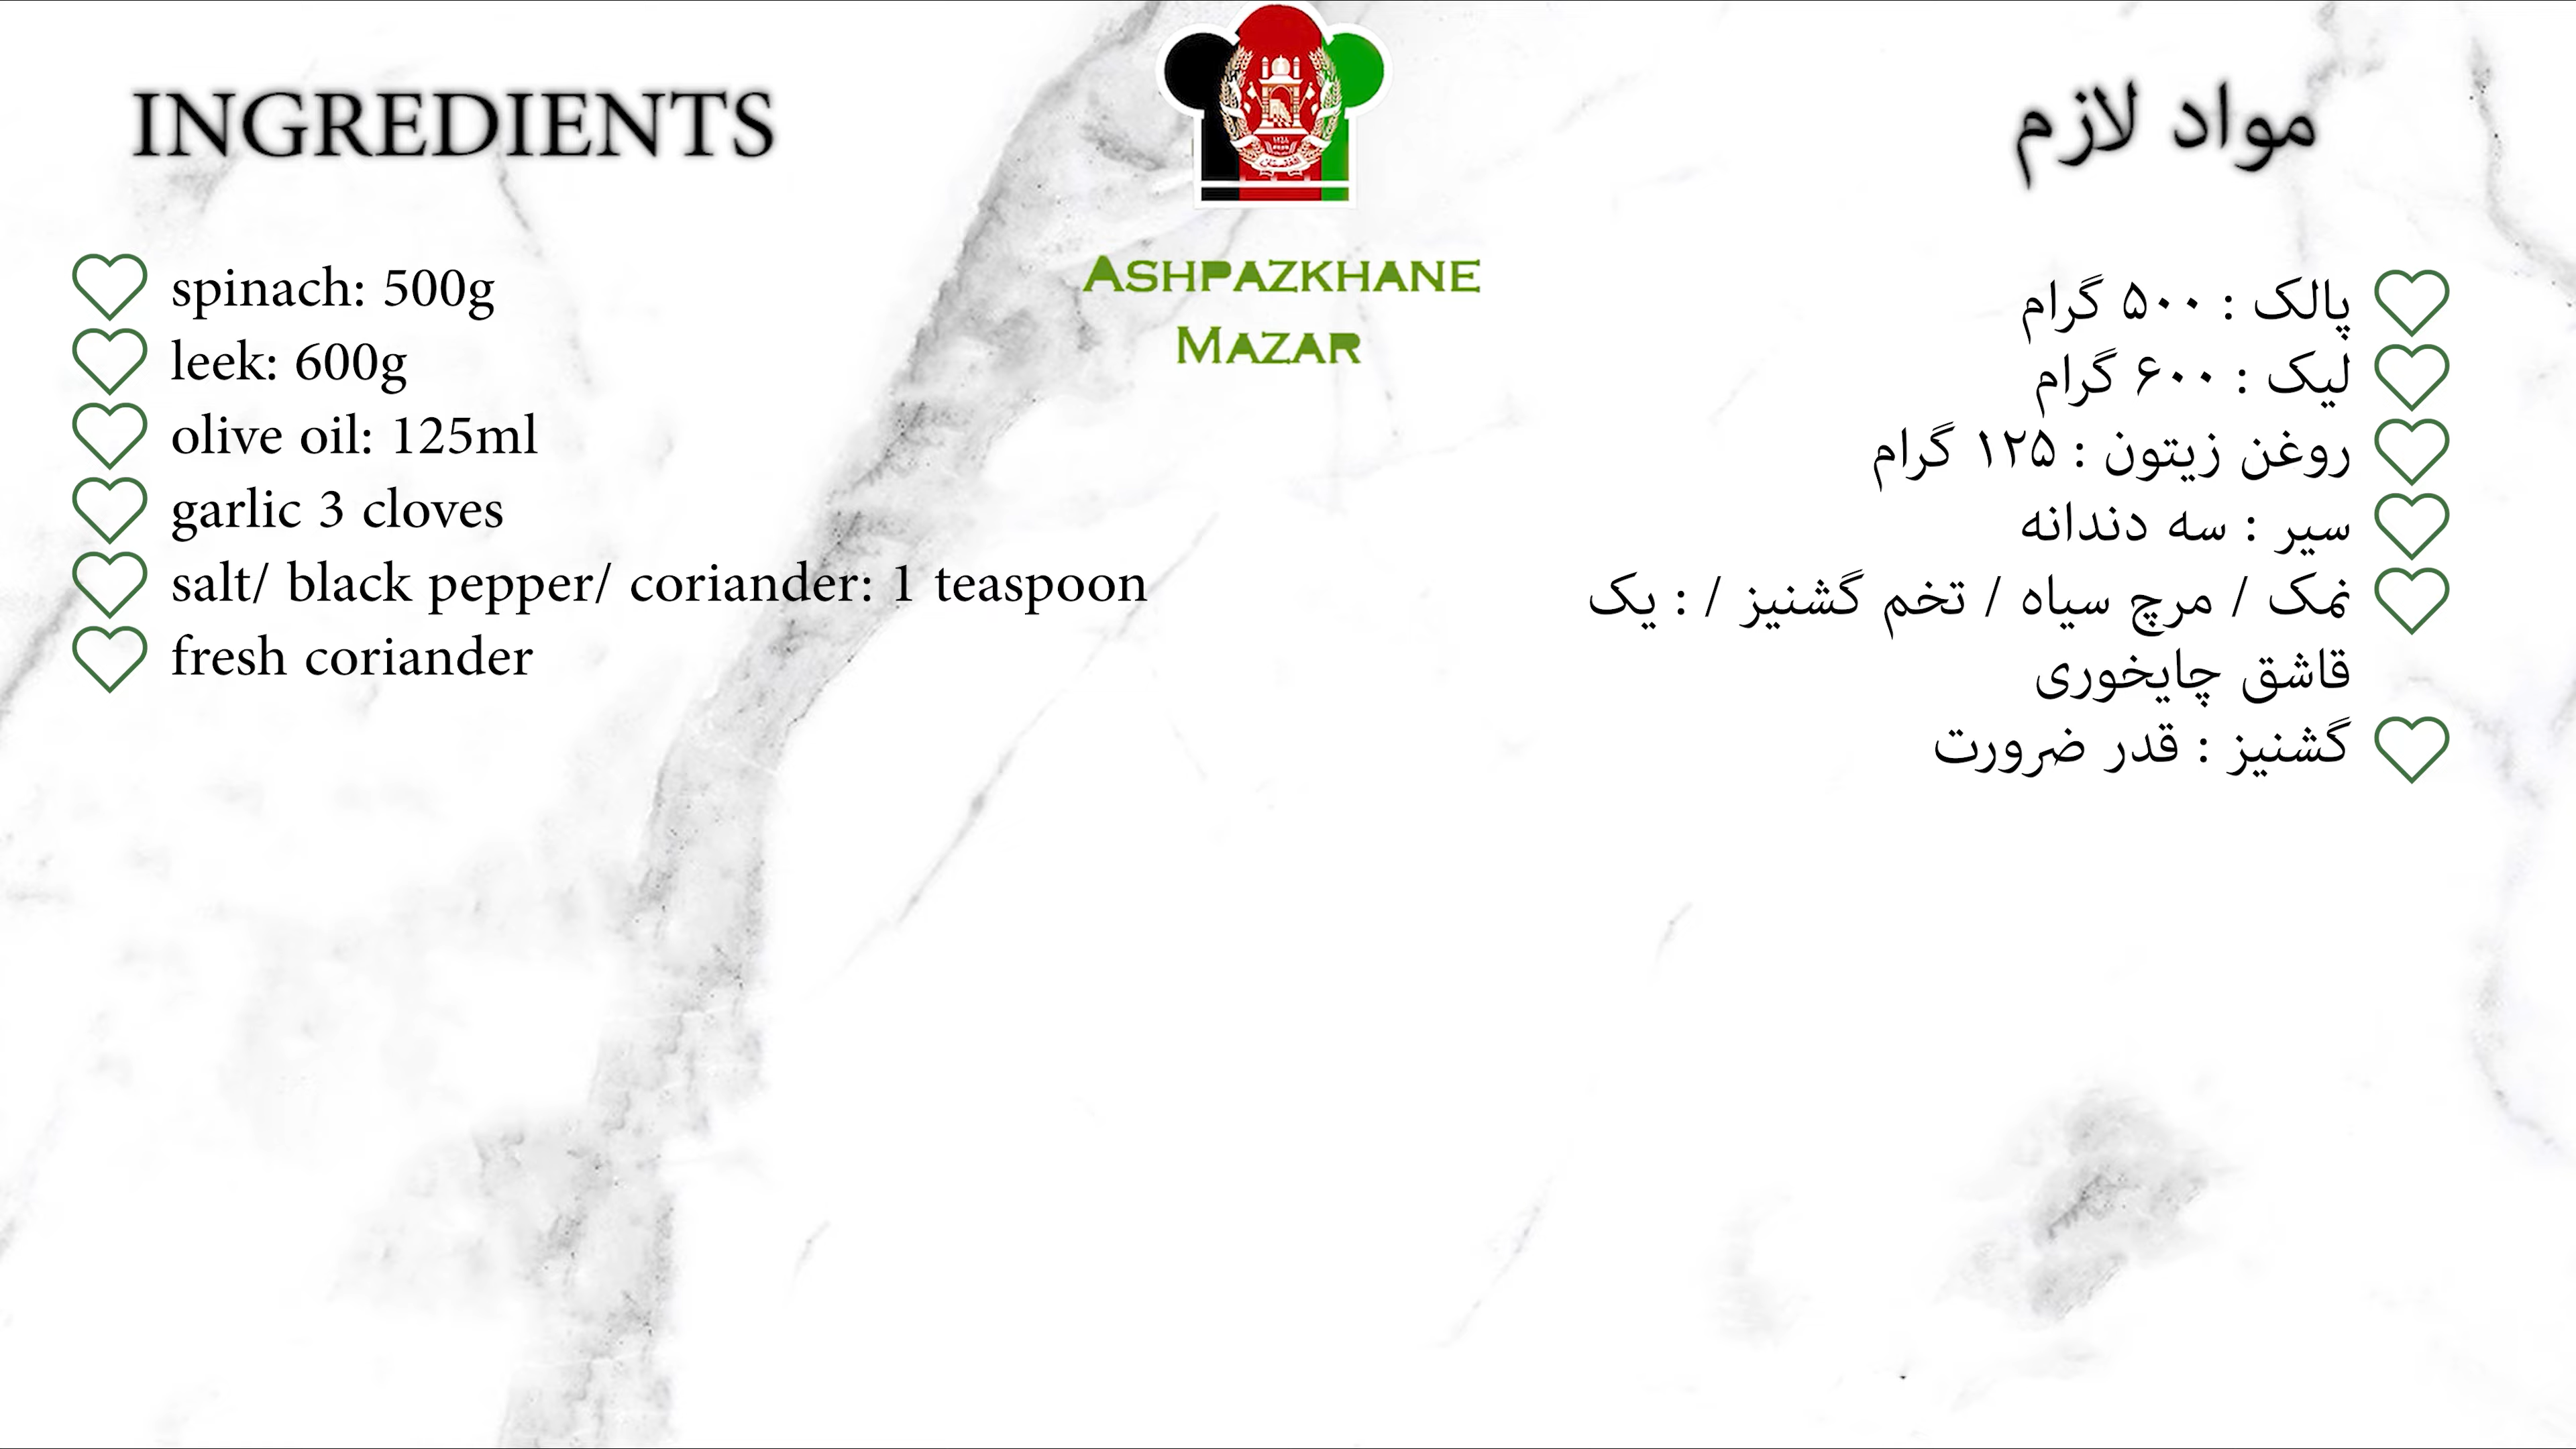 INGREDIENTS
spinach: 500g
leek: 600g
olive oil: 125ml
garlic 3 cloves
salt/ black pepper/ coriander: 1 teaspoon
fresh coriander
ASHPAZKHANE
MAZAR
مواد لازم
پالک : ۵۰۰ گرام
لیک : ۶۰۰ گرام
روغن زیتون : ۱۲۵ گرام
سیر : سه دندانه
نمک / مرچ سیاه / تخم گشنیز / : یک
قاشق چایخوری
گشنیز : قدر ضرورت